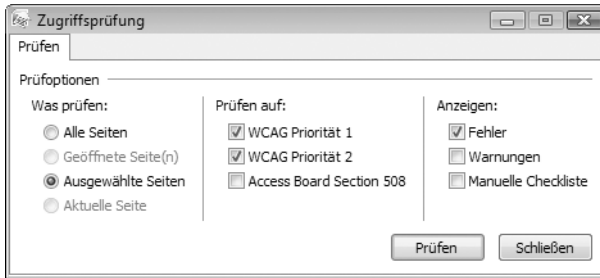 Zugriffsprüfung
Prüfen
Prüfoptionen
Was prüfen:
Alle Seiten
Geöffnete Seite(n)
Ausgewählte Seiten
Aktuelle Seite
Prüfen auf:
WCAG Priorität 1
WCAG Priorität 2
Access Board Section 508
Anzeigen:
Fehler
Warnungen
Manuelle Checkliste
Prüfen
Schließen